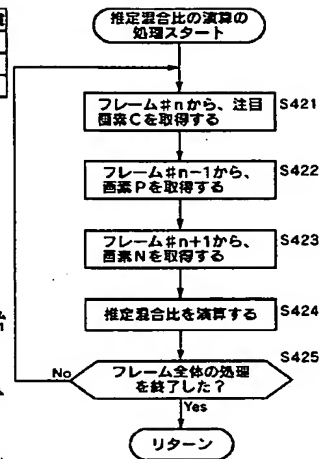 推定混合比の演算の
処理スタート
フレーム#nから、注目
画素Cを取得する
S421
フレーム#n-1から、
画素Pを取得する
S422
フレーム#n+1から、
画素Nを取得する
S423
推定混合比を演算する
S424
S425
フレーム全体の処理
を終了した?
No
Yes
リターン